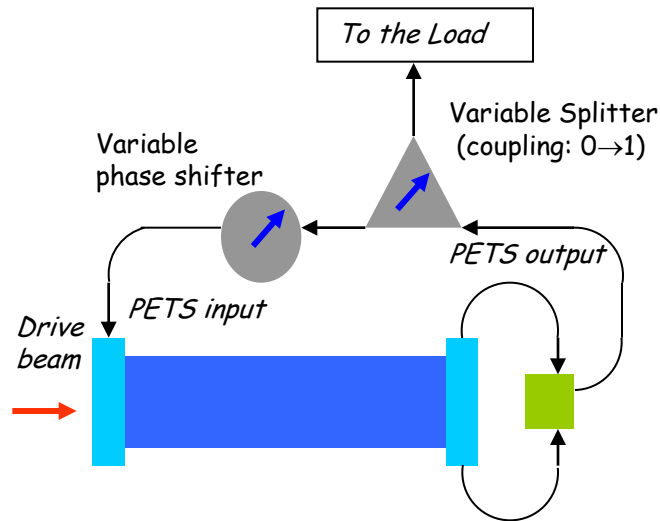 To the Load
Variable Splitter
(coupling: 0→1)
Variable
phase shifter
PETS output
PETS input
Drive
beam